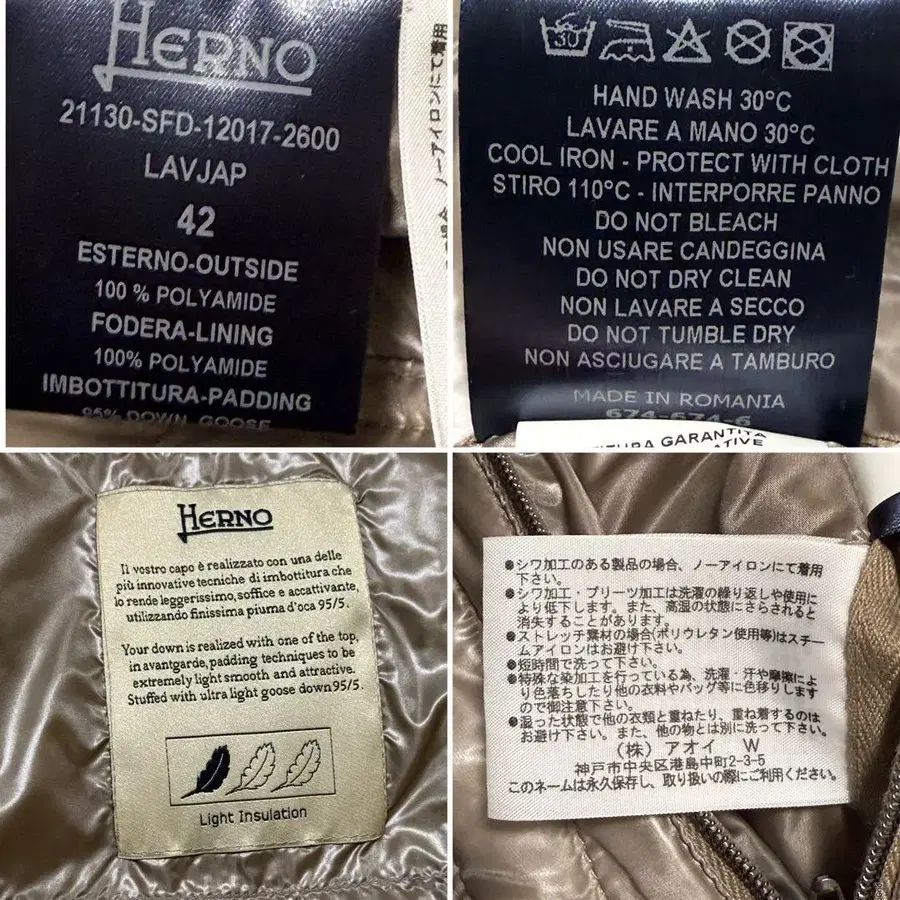 HERNO
21130-SFD-12017-2600
LAVJAP
42
ESTERNO-OUTSIDE
100 % POLYAMIDE
FODERA-LINING
100% POLYAMIDE
IMBOTTITURA-PADDING
95% DOWN GOOSE
ノーアイロンにて着用
30
HAND WASH 30°C
LAVARE A MANO 30°C
COOL IRON - PROTECT WITH CLOTH
STIRO 110°C - INTERPORRE PANNO
DO NOT BLEACH
NON USARE CANDEGGINA
DO NOT DRY CLEAN
NON LAVARE A SECCO
DO NOT TUMBLE DRY
NON ASCIUGARE A TAMBURO
MADE IN ROMANIA
674-674-6
GARANTITA
HERNO
Il vostro capo è realizzato con una delle
più innovative tecniche di imbottitura che
lo rende leggerissimo, soffice e accattivante,
utilizzando finissima piuma d'oca 95/5.
Your down is realized with one of the top,
in avantgarde, padding techniques to be
extremely light smooth and attractive.
Stuffed with ultra light goose down 95/5.
Light Insulation
●シワ加工のある製品の場合、ノーアイロンにて着用
下さい。
●シワ加工・プリーツ加工は洗濯の繰り返しや使用に
より低下します。また、高湿の状態にさらされると
消失することがあります。
●ストレッチ素材の場合(ポリウレタン使用等)はスチー
ムアイロンはお避け下さい。
●短時間で洗って下さい。
●特殊な染加工を行っている為、洗濯・汗や摩擦によ
り色落ちしたり他の衣料やバッグ等に色移りします
ので御注意下さい。
●湿った状態で他の衣類と重ねたり、重ね着するのは
お避け下さい。また、他の物とは別に洗って下さい。
(株) アオイ W
神戸市中央区港島中町2-3-5
このネームは永久保存し、取り扱いの際にご利用ください。